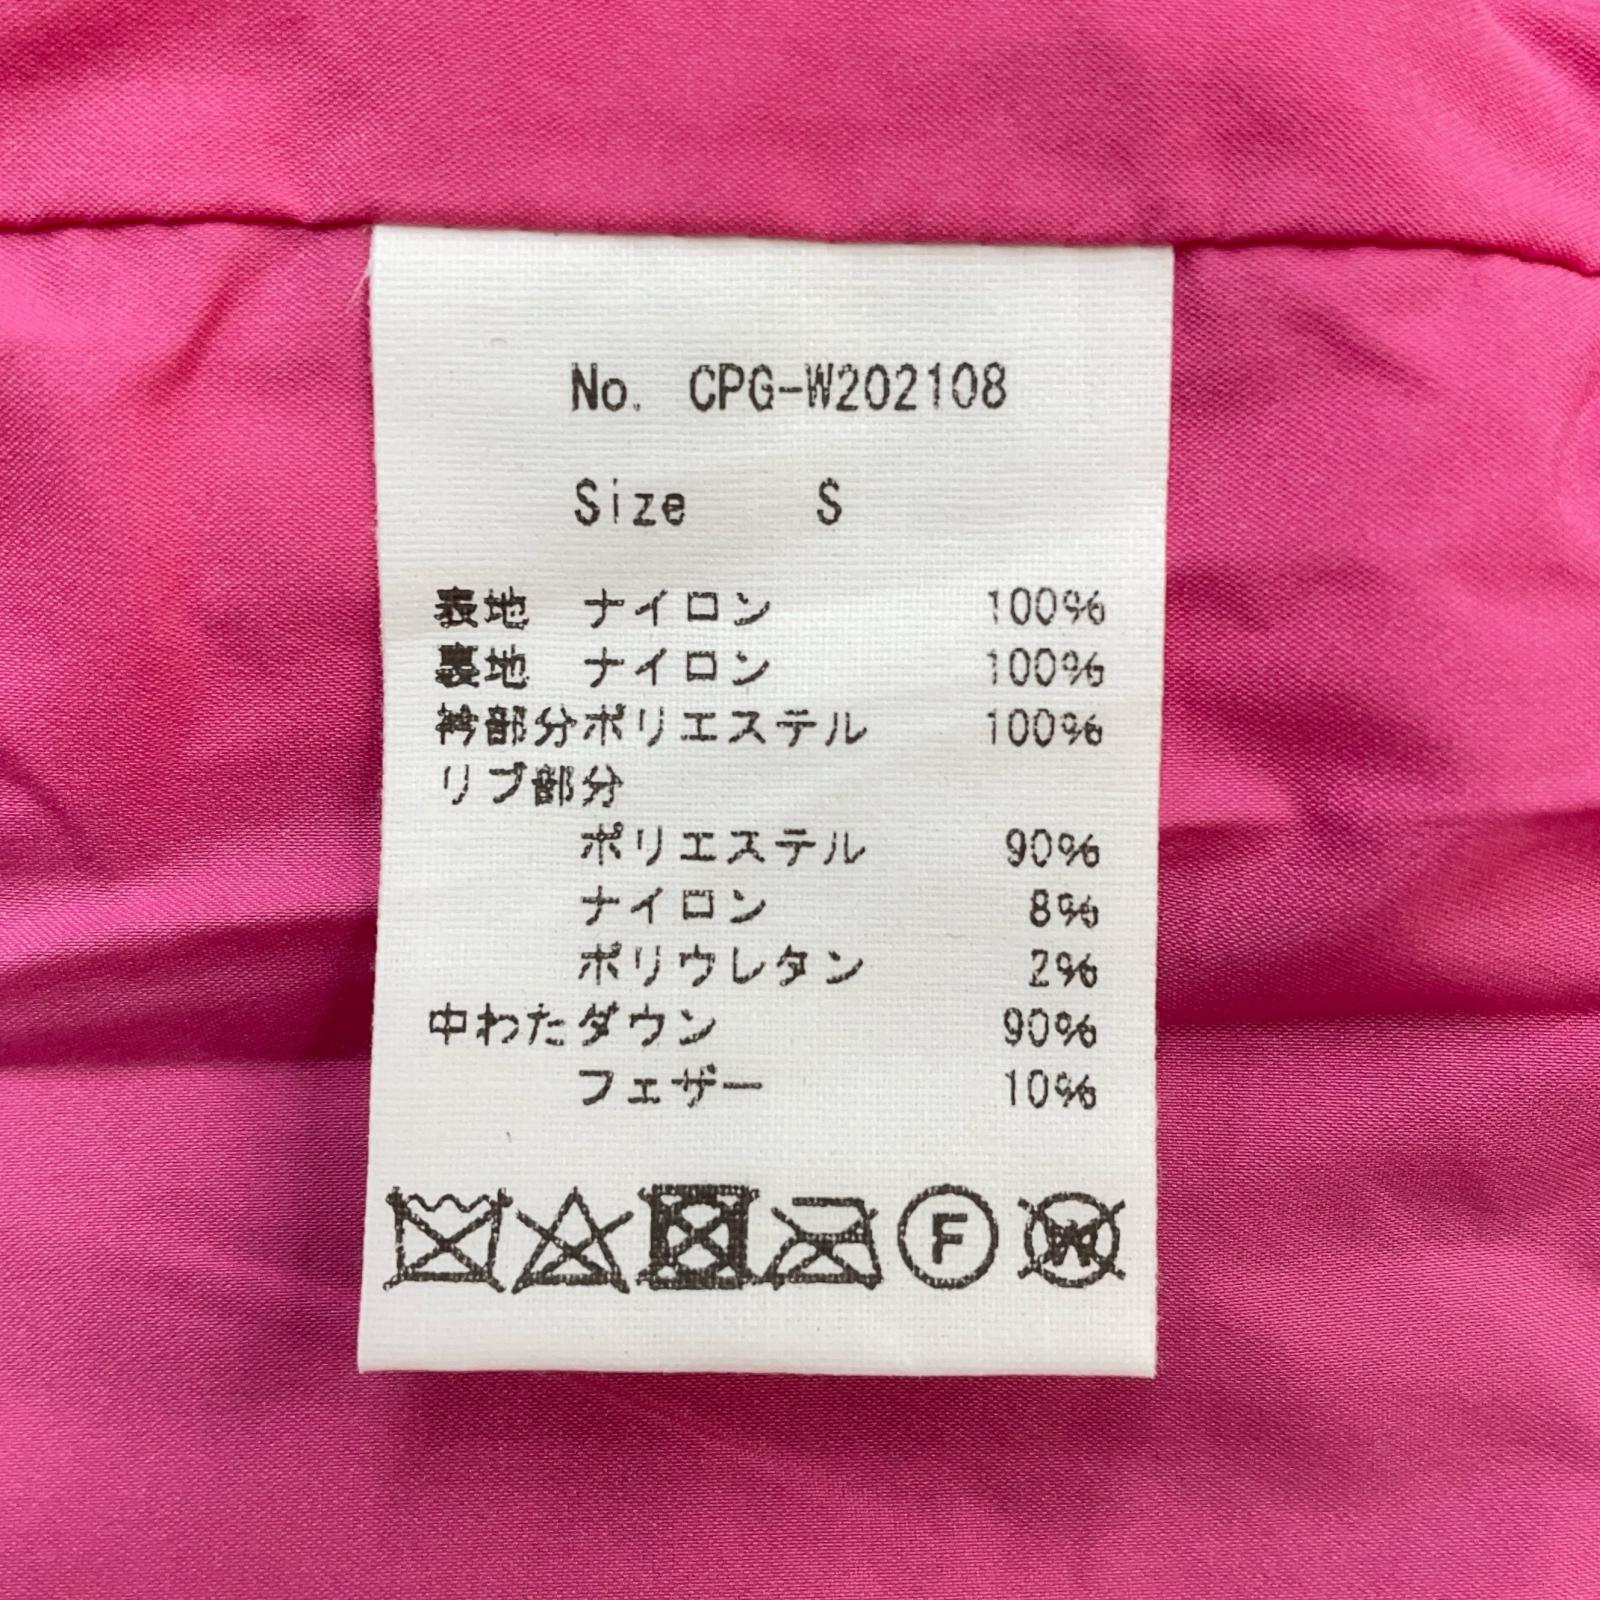 No. CPG-W202108
Size S
表地 ナイロン 100%
裏地 ナイロン 100%
衿部分ポリエステル 100%
リブ部分
ポリエステル 90%
ナイロン 8%
ポリウレタン 2%
中わたダウン 90%
フェザー 10%
F W